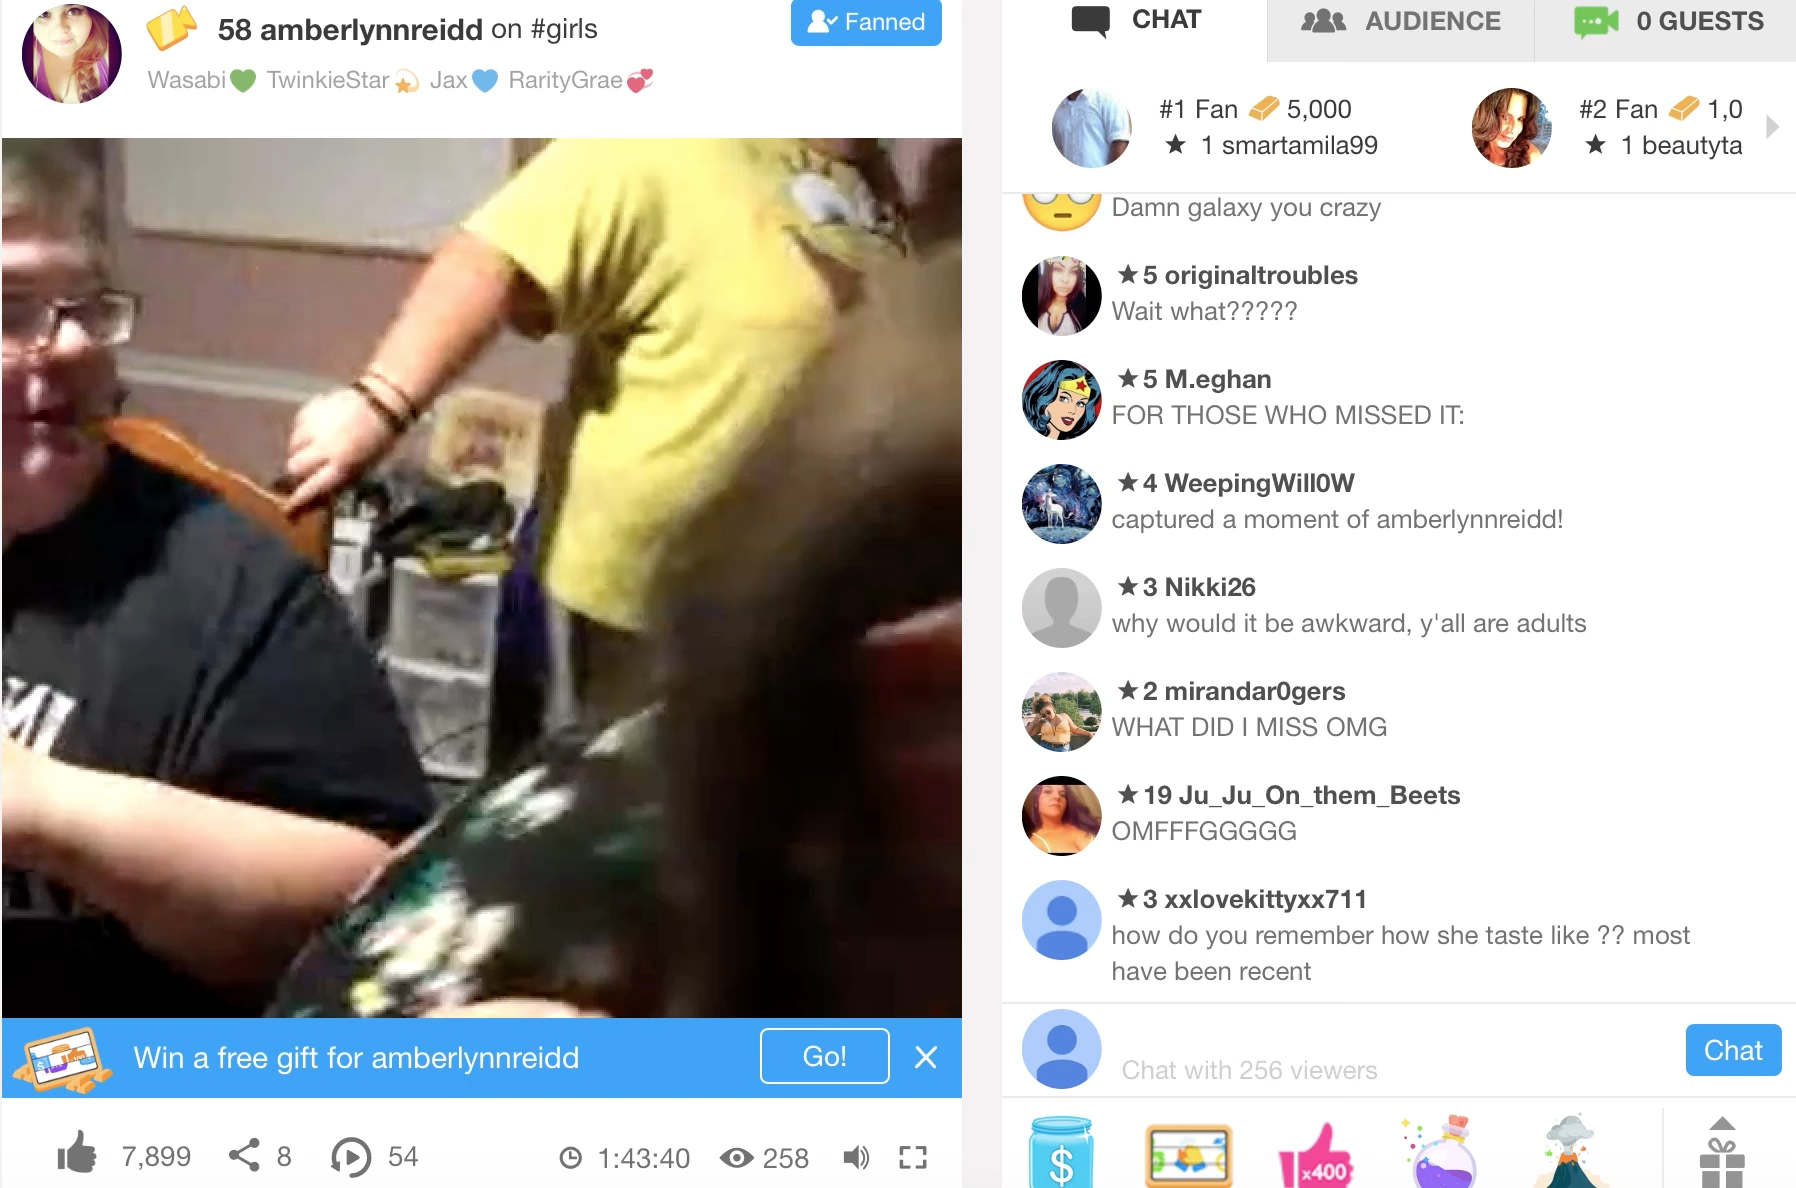 58 amberlynnreidd on #girls
Fanned
Wasabi TwinkieStar Jax RarityGrae
Win a free gift for amberlynnreidd
Go!
7,899
8
54
1:43:40
258
CHAT
AUDIENCE
0 GUESTS
#1 Fan 5,000
★ 1 smartamila99
#2 Fan 1,0
★ 1 beautyta
Damn galaxy you crazy
★5 originaltroubles
Wait what?????
★5 M.eghan
FOR THOSE WHO MISSED IT:
★4 WeepingWill0W
captured a moment of amberlynnreidd!
★3 Nikki26
why would it be awkward, y'all are adults
★2 mirandar0gers
WHAT DID I MISS OMG
★19 Ju_Ju_On_them_Beets
OMFFFGGGGG
★3 xxlovekittyxx711
how do you remember how she taste like ?? most
have been recent
Chat with 256 viewers
Chat
$
x400